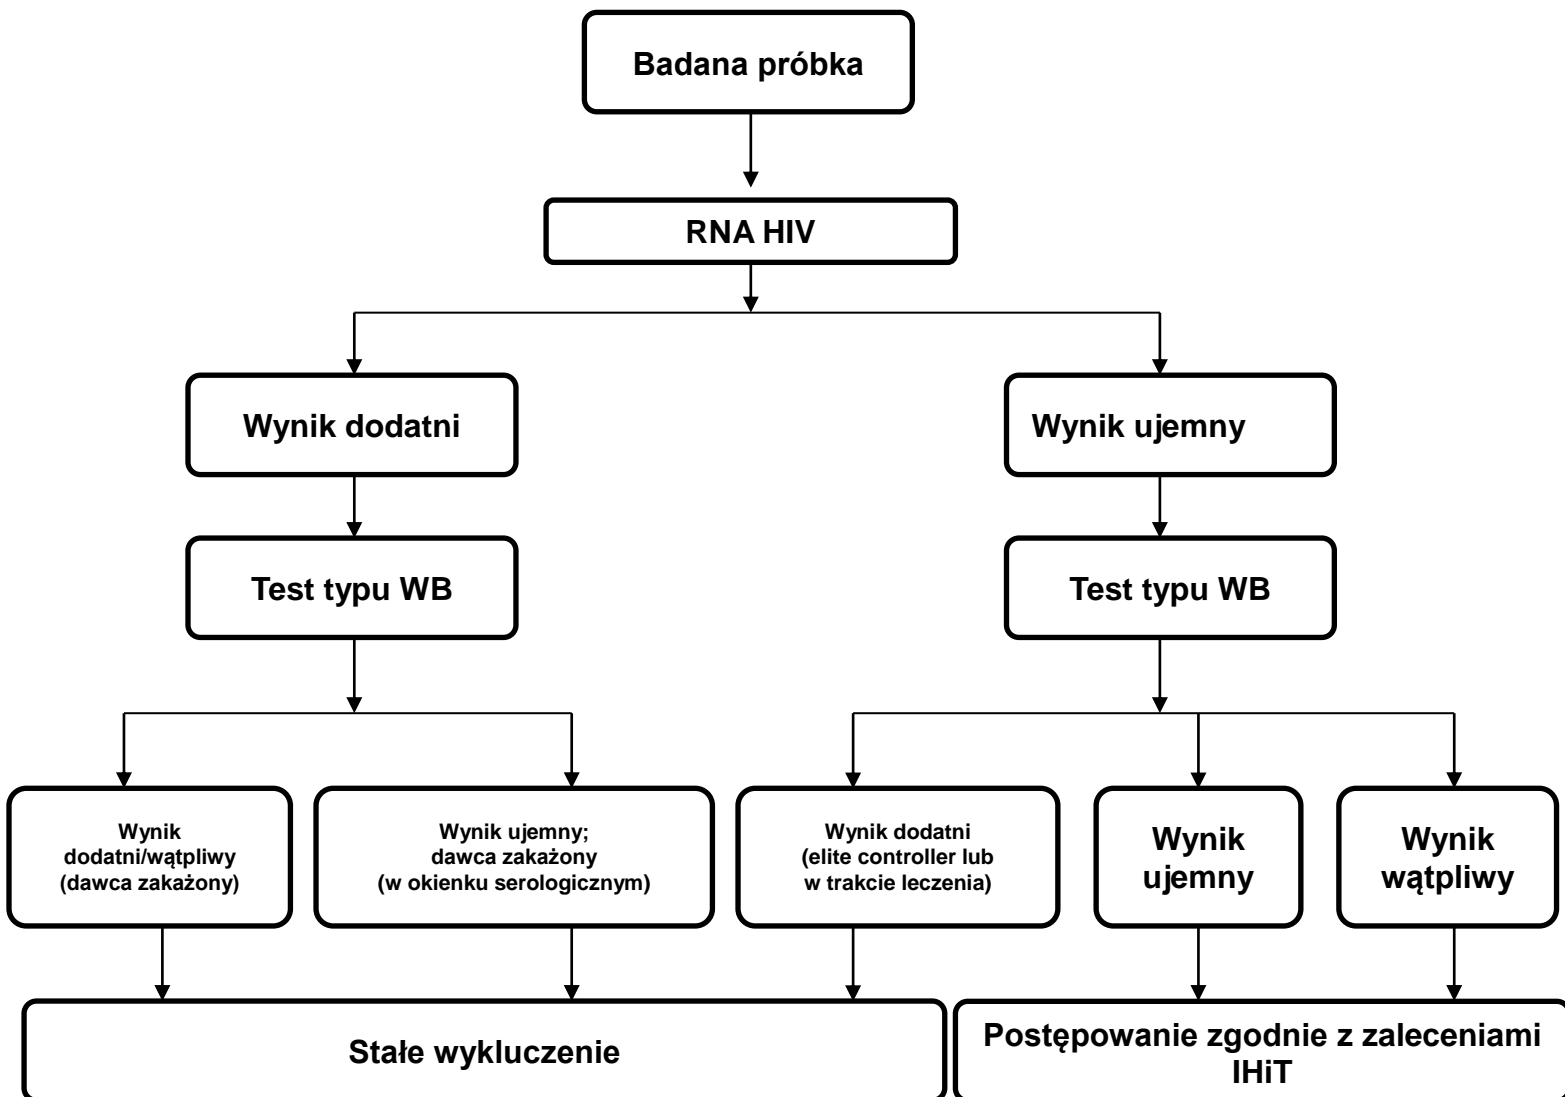 Badana próbka
RNA HIV
Wynik dodatni
Wynik ujemny
Test typu WB
Test typu WB
Wynik
dodatni/wątpliwy
(dawca zakażony)
Wynik ujemny;
dawca zakażony
(w okienku serologicznym)
Wynik dodatni
(elite controller lub
w trakcie leczenia)
Wynik
ujemny
Wynik
wątpliwy
Stałe wykluczenie
Postępowanie zgodnie z zaleceniami
IHiT